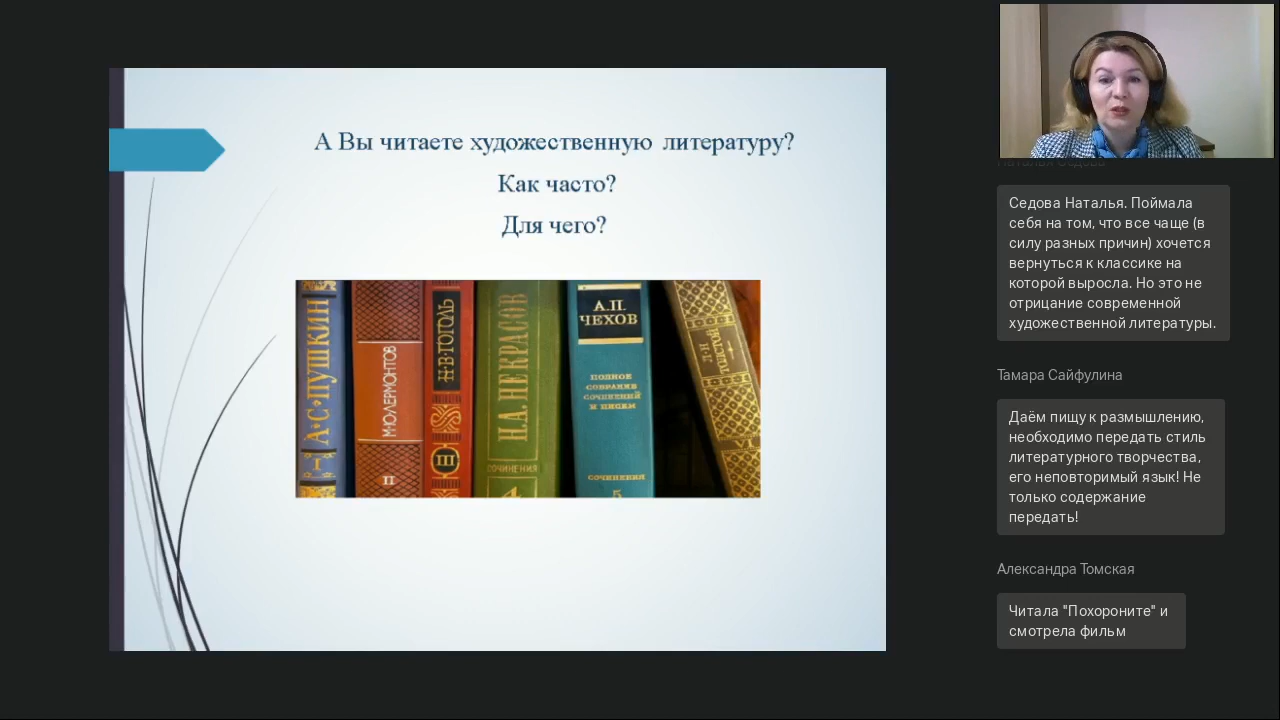 А Вы читаете художественную литературу?
Как часто?
Для чего?
А·С·ПУШКИН
I
М·Ю·ЛЕРМОНТОВ
II
Н·В·ГОГОЛЬ
III
Н.А.НЕКРАСОВ
СОЧИНЕНИЯ
А.П.
ЧЕХОВ
ПОЛНОЕ
СОБРАНИЕ
СОЧИНЕНИЙ
И ПИСЕМ
СОЧИНЕНИЯ
5
VI
Наталья Седова
Седова Наталья. Поймала
себя на том, что все чаще (в
силу разных причин) хочется
вернуться к классике на
которой выросла. Но это не
отрицание современной
художественной литературы.
Тамара Сайфулина
Даём пищу к размышлению,
необходимо передать стиль
литературного творчества,
его неповторимый язык! Не
только содержание
передать!
Александра Томская
Читала "Похороните" и
смотрела фильм